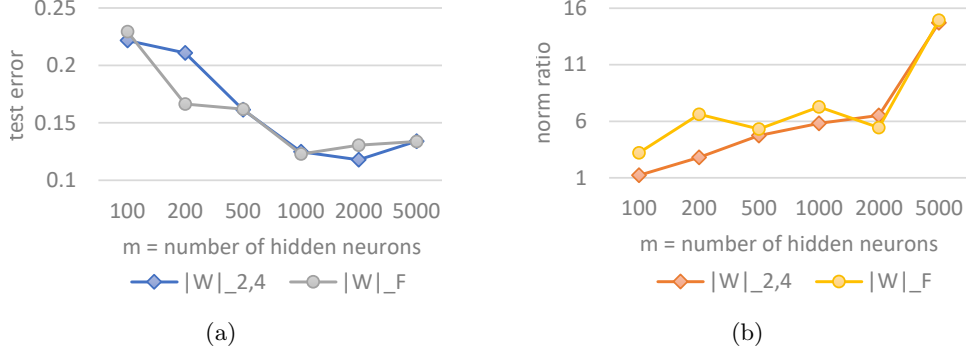 0.25
0.2
0.15
0.1
test error
100 200 500 1000 2000 5000
m = number of hidden neurons
|W|_2,4 |W|_F
(a)
16
11
6
1
norm ratio
100 200 500 1000 2000 5000
m = number of hidden neurons
|W|_2,4 |W|_F
(b)